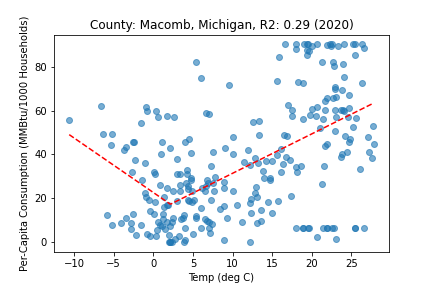 County: Macomb, Michigan, R2: 0.29 (2020)
Per-Capita Consumption (MMBtu/1000 Households)
80
60
40
20
0
−10 −5 0 5 10 15 20 25
Temp (deg C)